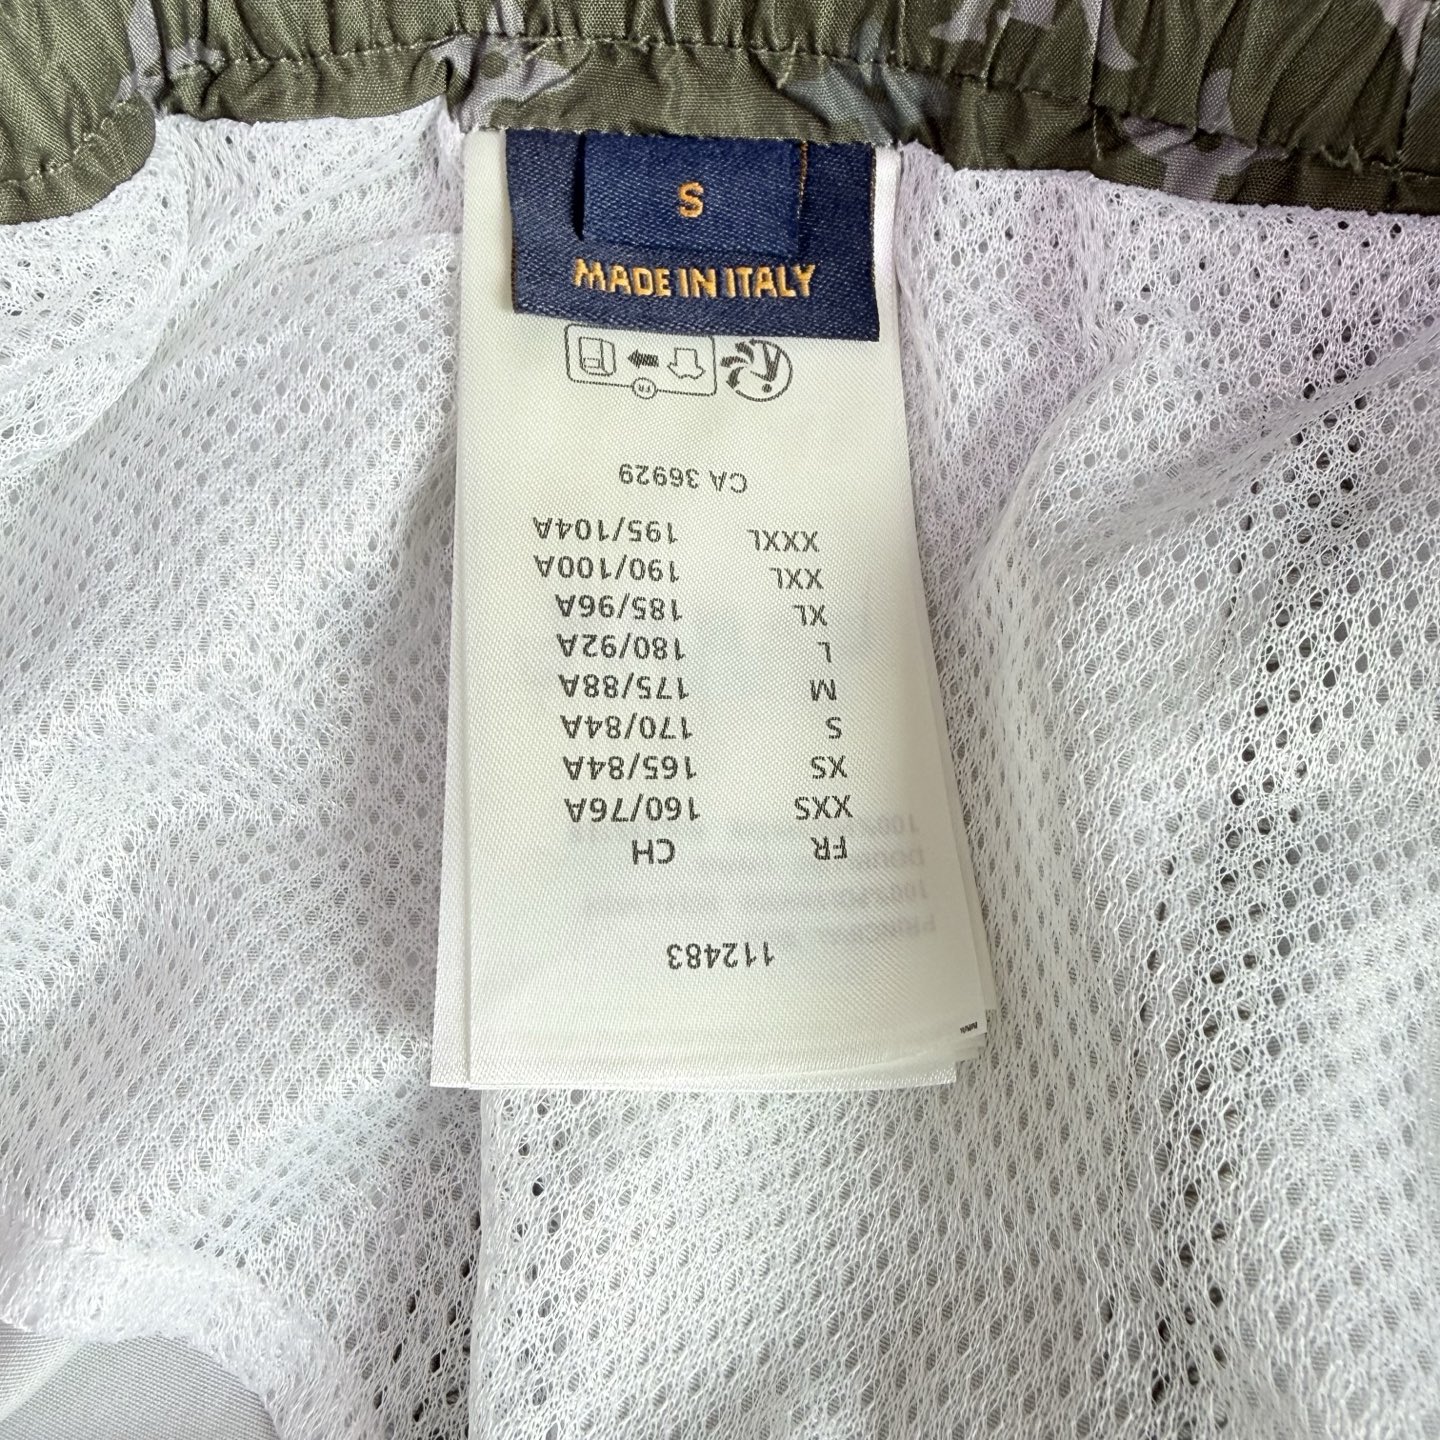 S
MADE IN ITALY
112483
FR CH
XXS 160/76A
XS 165/84A
S 170/84A
M 175/88A
L 180/92A
XL 185/96A
XXL 190/100A
XXXL 195/104A
CA 36929
FR